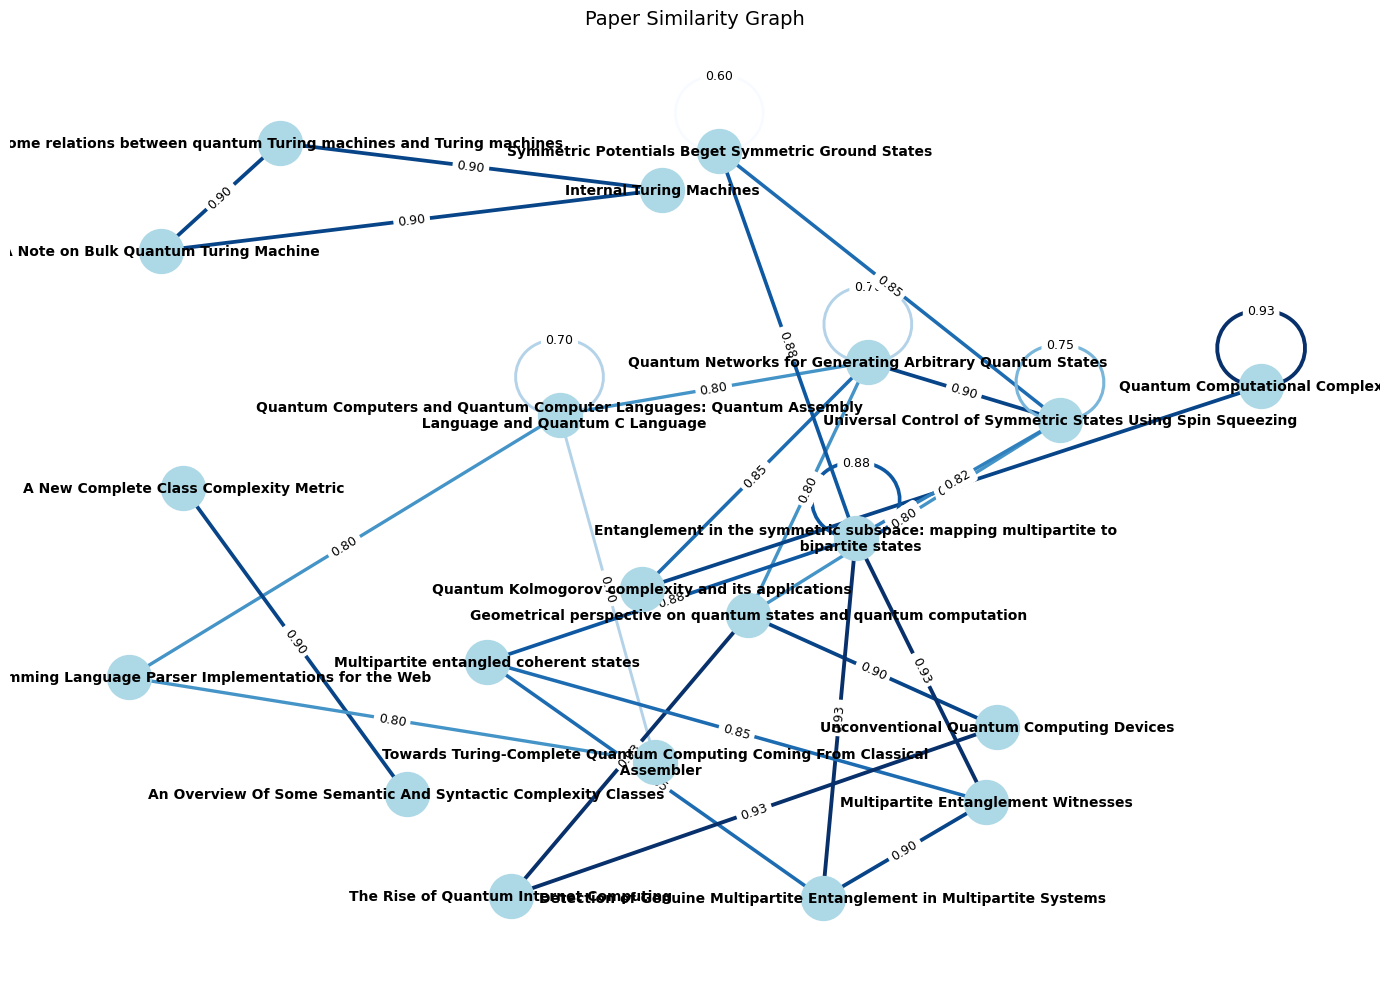 Paper Similarity Graph
0.60
ome relations between quantum Turing machines and Turing machines
Symmetric Potentials Beget Symmetric Ground States
0.90
Internal Turing Machines
0.90
0.90
A Note on Bulk Quantum Turing Machine
0.85
0.93
0.70
0.88
0.75
Quantum Networks for Generating Arbitrary Quantum States
0.80
0.90
Quantum Computational Complex
Quantum Computers and Quantum Computer Languages: Quantum Assembly
Language and Quantum C Language
Universal Control of Symmetric States Using Spin Squeezing
0.88
0.85
0.82
A New Complete Class Complexity Metric
0.80
0.80
Entanglement in the symmetric subspace: mapping multipartite to
bipartite states
0.80
Quantum Kolmogorov complexity and its applications
0.88
Geometrical perspective on quantum states and quantum computation
0.90
Multipartite entangled coherent states
0.90
0.93
mming Language Parser Implementations for the Web
0.80
0.93
0.85
Unconventional Quantum Computing Devices
Towards Turing-Complete Quantum Computing Coming From Classical
Assembler
An Overview Of Some Semantic And Syntactic Complexity Classes
Multipartite Entanglement Witnesses
0.93
0.90
The Rise of Quantum Internet Computing
Detection of Genuine Multipartite Entanglement in Multipartite Systems